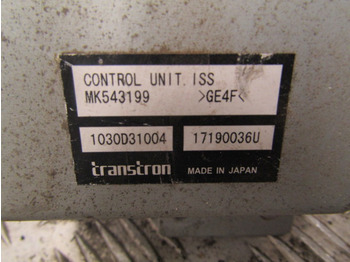 CONTROL UNIT.ISS
MK543199 >GE4F<
1030D31004 17190036U
transtron MADE IN JAPAN